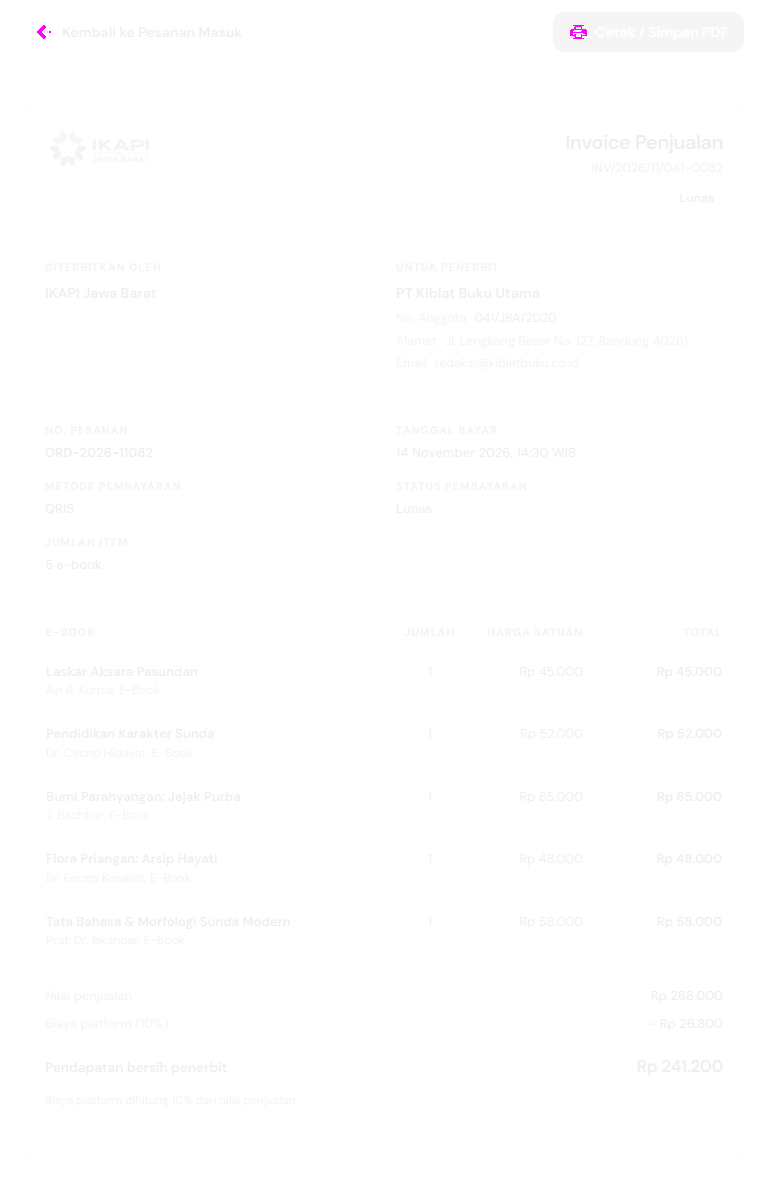 Kembali ke Pesanan Masuk
Cetak / Simpan PDF
IKAPI
JAWA BARAT
Invoice Penjualan
INV/2026/11/041-0082
Lunas
DITERBITKAN OLEH
IKAPI Jawa Barat
UNTUK PENERBIT
PT Kiblat Buku Utama
No. Anggota 041/JBA/2020
Alamat Jl. Lengkong Besar No. 127, Bandung 40261
Email redaksi@kiblatbuku.co.id
NO. PESANAN
ORD-2026-11082
TANGGAL BAYAR
14 November 2026, 14:30 WIB
METODE PEMBAYARAN
QRIS
STATUS PEMBAYARAN
Lunas
JUMLAH ITEM
5 e-book
E-BOOK JUMLAH HARGA SATUAN TOTAL
Laskar Aksara Pasundan 1 Rp 45.000 Rp 45.000
Ayi R. Kurnia, E-Book
Pendidikan Karakter Sunda 1 Rp 52.000 Rp 52.000
Dr. Cecep Hidayat, E-Book
Bumi Parahyangan: Jejak Purba 1 Rp 65.000 Rp 65.000
T. Bachtiar, E-Book
Flora Priangan: Arsip Hayati 1 Rp 48.000 Rp 48.000
Dr. Encep Kosasih, E-Book
Tata Bahasa & Morfologi Sunda Modern 1 Rp 58.000 Rp 58.000
Prof. Dr. Iskandar, E-Book
Nilai penjualan Rp 268.000
Biaya platform (10%) - Rp 26.800
Pendapatan bersih penerbit Rp 241.200
Biaya platform dihitung 10% dari nilai penjualan